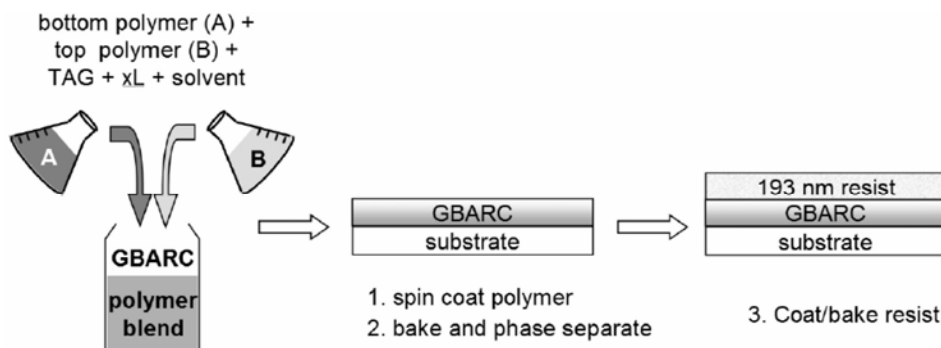 bottom polymer (A) +
top polymer (B) +
TAG + xL + solvent
A
B
GBARC
polymer
blend
GBARC
substrate
1. spin coat polymer
2. bake and phase separate
193 nm resist
GBARC
substrate
3. Coat/bake resist